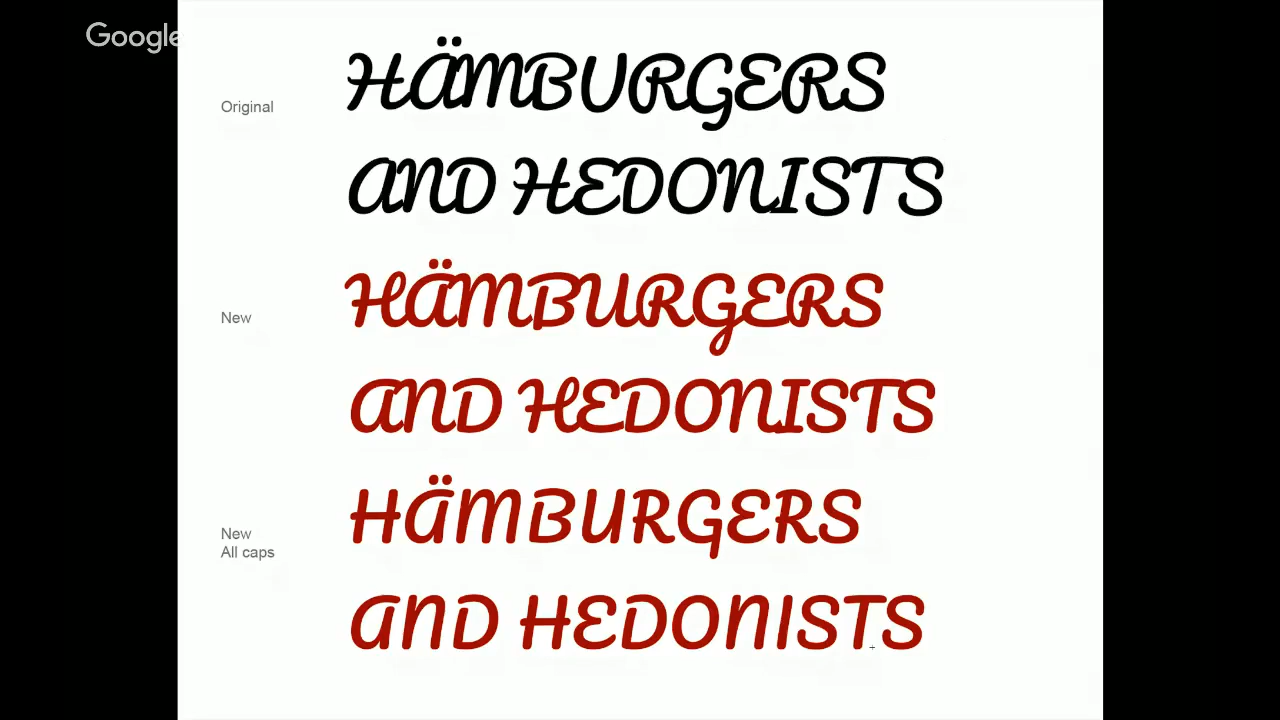 Google
Original
HÄMBURGERS
AND HEDONISTS
New
HÄMBURGERS
AND HEDONISTS
New
All caps
HÄMBURGERS
AND HEDONISTS